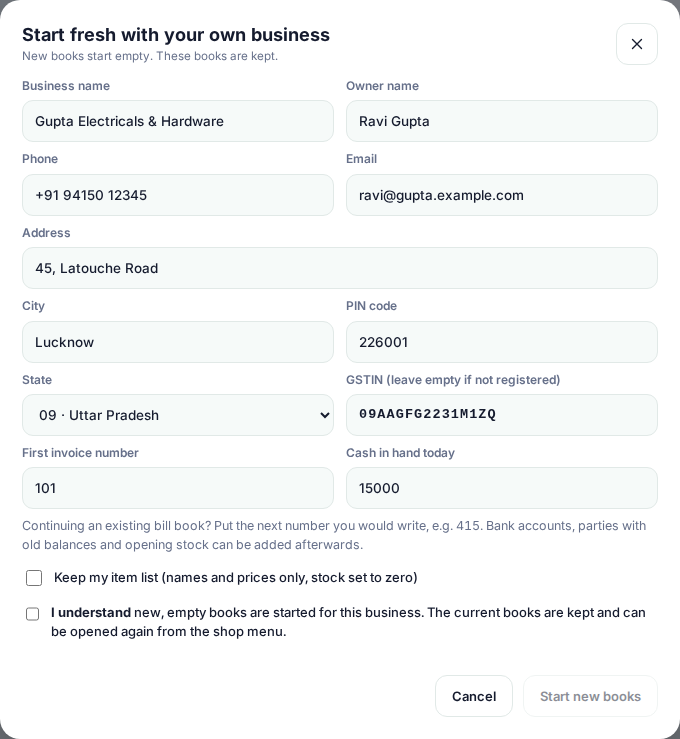 Start fresh with your own business
New books start empty. These books are kept.
Business name
Owner name
Gupta Electricals & Hardware
Ravi Gupta
Phone
Email
+91 94150 12345
ravi@gupta.example.com
Address
45, Latouche Road
City
PIN code
Lucknow
226001
State
GSTIN (leave empty if not registered)
09 · Uttar Pradesh
09AAGFG2231M1ZQ
First invoice number
Cash in hand today
101
15000
Continuing an existing bill book? Put the next number you would write, e.g. 415. Bank accounts, parties with
old balances and opening stock can be added afterwards.
Keep my item list (names and prices only, stock set to zero)
I understand new, empty books are started for this business. The current books are kept and can
be opened again from the shop menu.
Cancel
Start new books